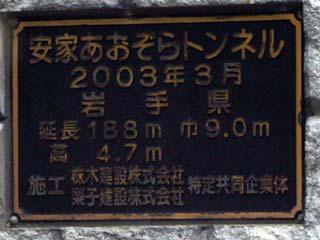 安家あおぞらトンネル
2003年3月
岩手県
延長188m 巾9.0m
高 4.7m
施工 株木建設株式会社 特定共同企業体
梨子建設株式会社